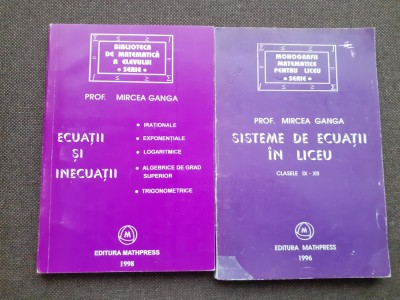 BIBLIOTECA
DE MATEMATICĂ
A ELEVULUI
SERIE
PROF. MIRCEA GANGA
ECUAȚII
ȘI
INECUAȚII
IRAȚIONALE
EXPONENȚIALE
LOGARITMICE
ALGEBRICE DE GRAD
SUPERIOR
TRIGONOMETRICE
EDITURA MATHPRESS
1998
MONOGRAFII
MATEMATICE
PENTRU LICEU
SERIE
PROF. MIRCEA GANGA
SISTEME DE ECUAȚII
ÎN LICEU
CLASELE IX - XII
EDITURA MATHPRESS
1996